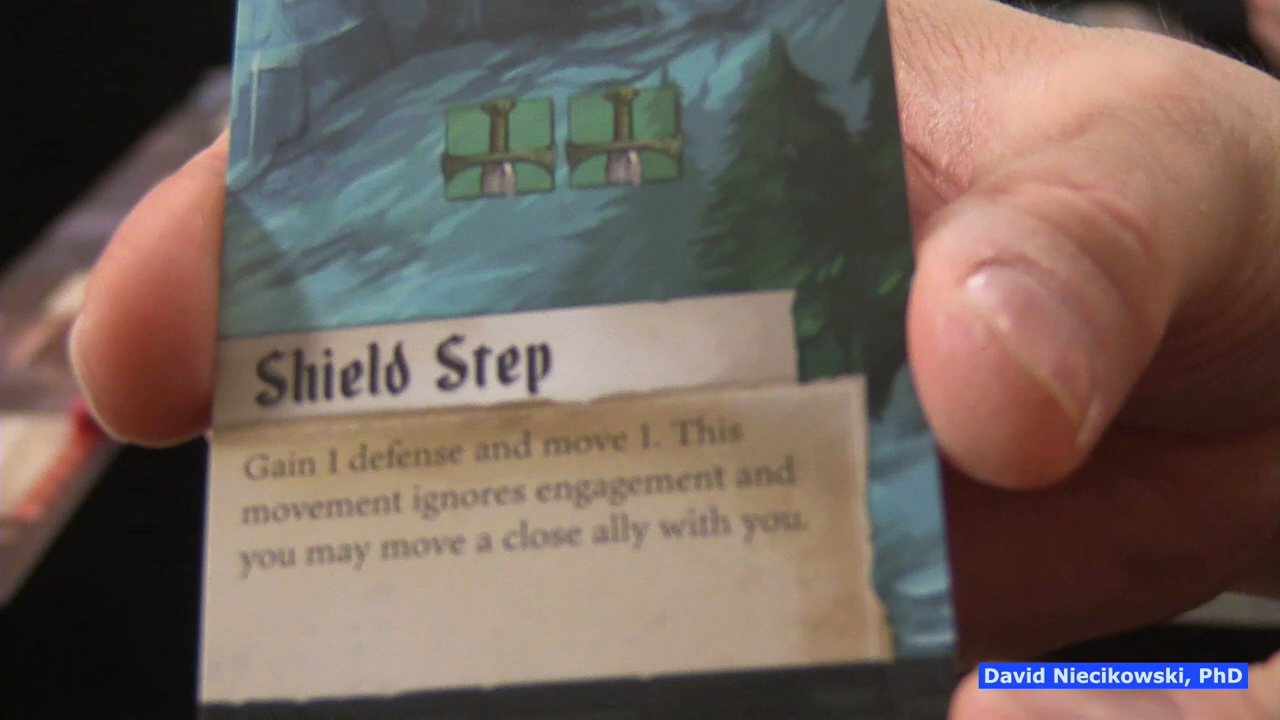 Shield Step
Gain 1 defense and move 1. This
movement ignores engagement and
you may move a close ally with you.
David Niecikowski, PhD